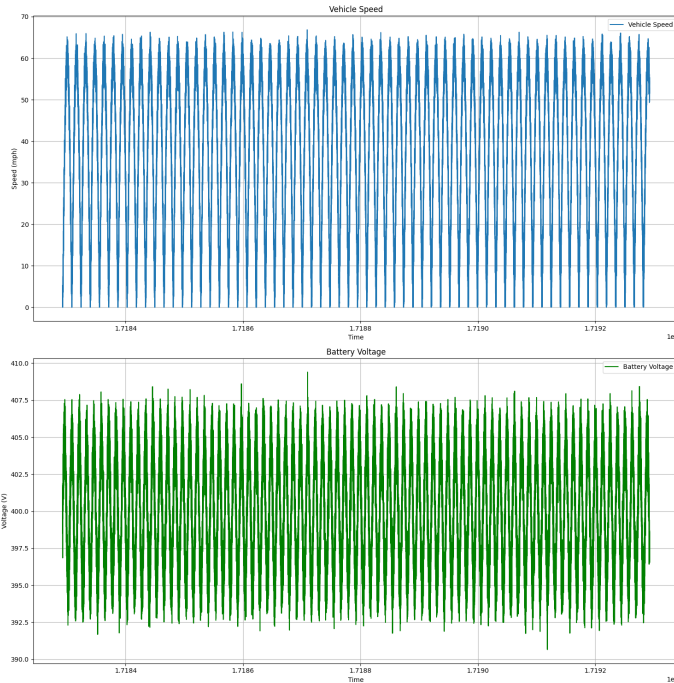 Vehicle Speed
70
Vehicle Speed
60
50
40
30
20
10
0
Speed (mph)
1.7184
1.7186
1.7188
1.7190
1.7192
1e
Time
Battery Voltage
410.0
Battery Voltage
407.5
405.0
402.5
400.0
397.5
395.0
392.5
390.0
Voltage (V)
1.7184
1.7186
1.7188
1.7190
1.7192
1e
Time